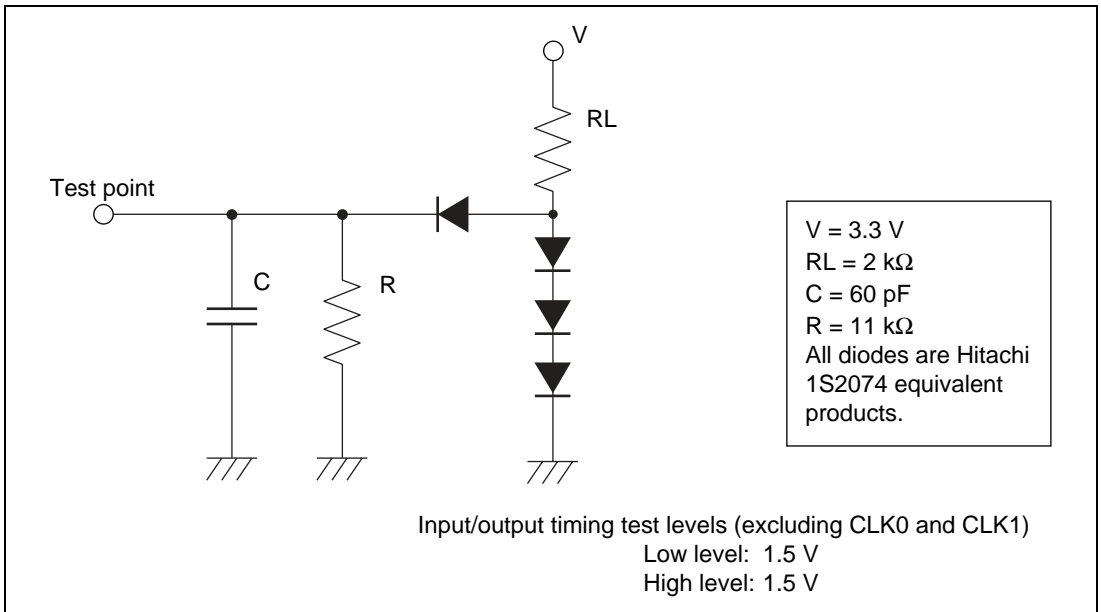 V
RL
Test point
C
R
V = 3.3 V
RL = 2 kΩ
C = 60 pF
R = 11 kΩ
All diodes are Hitachi
1S2074 equivalent
products.
Input/output timing test levels (excluding CLK0 and CLK1)
Low level: 1.5 V
High level: 1.5 V